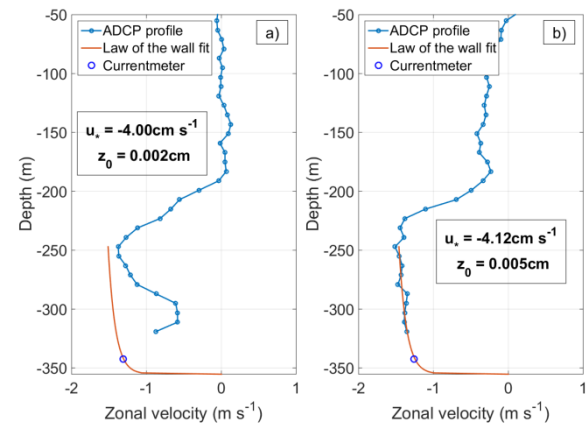 a)
ADCP profile
Law of the wall fit
Currentmeter
u* = -4.00cm s-1
z0 = 0.002cm
Depth (m)
-50
-100
-150
-200
-250
-300
-350
-2
-1
0
1
Zonal velocity (m s-1)
b)
ADCP profile
Law of the wall fit
Currentmeter
u* = -4.12cm s-1
z0 = 0.005cm
Depth (m)
-50
-100
-150
-200
-250
-300
-350
-2
-1
0
1
Zonal velocity (m s-1)